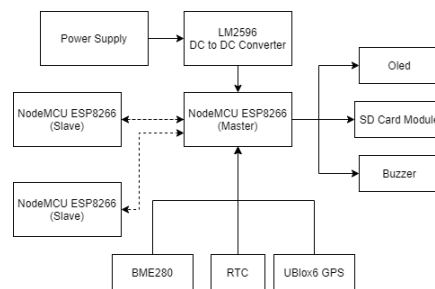 Power Supply
LM2596
DC to DC Converter
Oled
NodeMCU ESP8266
(Slave)
NodeMCU ESP8266
(Master)
SD Card Module
Buzzer
NodeMCU ESP8266
(Slave)
BME280
RTC
UBlox6 GPS